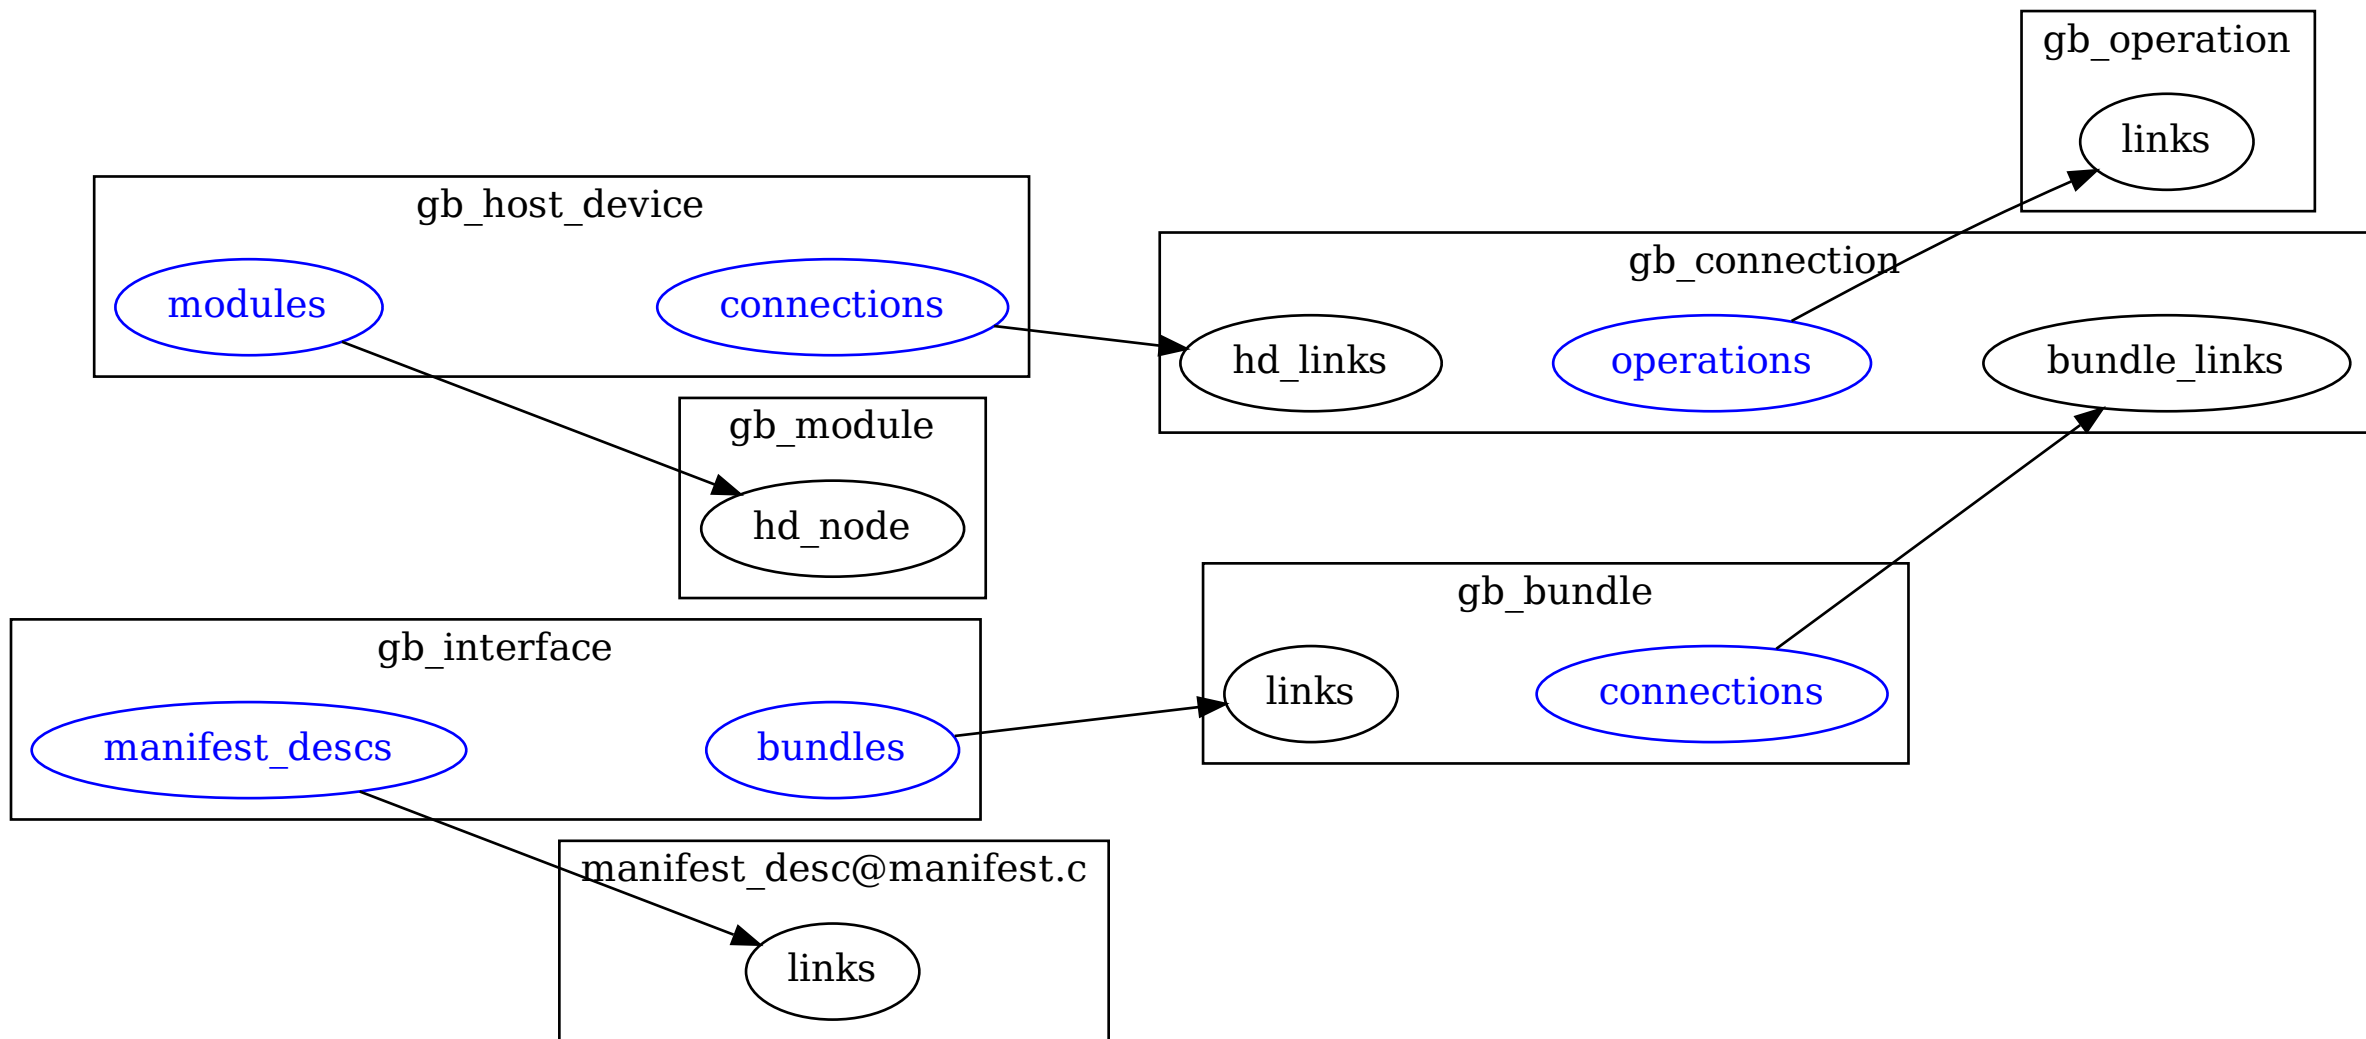 gb_operation
links
gb_host_device
modules
connections
gb_connection
hd_links
operations
bundle_links
gb_module
hd_node
gb_bundle
links
connections
gb_interface
manifest_descs
bundles
manifest_desc@manifest.c
links